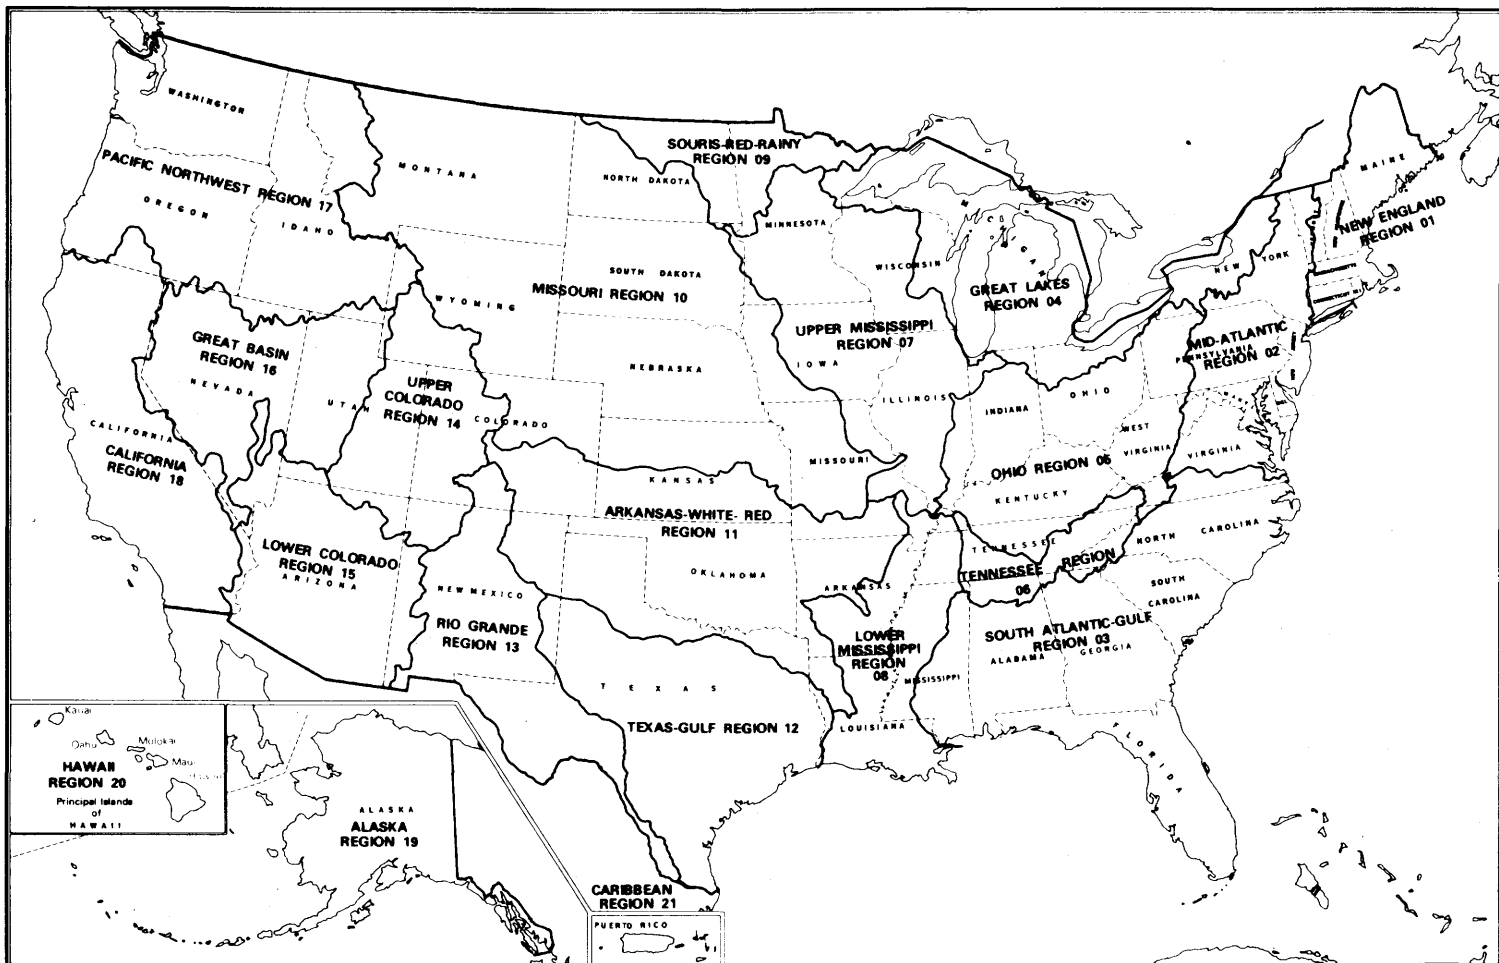 WASHINGTON
PACIFIC NORTHWEST REGION 17
OREGON
IDAHO
MONTANA
SOURIS-RED-RAINY
REGION 09
NORTH DAKOTA
MINNESOTA
SOUTH DAKOTA
WYOMING
MISSOURI REGION 10
NEBRASKA
WISCONSIN
MICHIGAN
GREAT LAKES
REGION 04
UPPER MISSISSIPPI
REGION 07
IOWA
ILLINOIS
MAINE
NEW ENGLAND
REGION 01
NEW YORK
CONNECTICUT
MID-ATLANTIC
PENNSYLVANIA
REGION 02
GREAT BASIN
REGION 16
NEVADA
UTAH
UPPER
COLORADO
REGION 14
COLORADO
CALIFORNIA
CALIFORNIA
REGION 18
INDIANA
OHIO
WEST
VIRGINIA
VIRGINIA
OHIO REGION 05
KENTUCKY
MISSOURI
KANSAS
ARKANSAS-WHITE-RED
REGION 11
OKLAHOMA
LOWER COLORADO
REGION 15
ARIZONA
NEW MEXICO
RIO GRANDE
REGION 13
TENNESSEE
TENNESSEE REGION
06
NORTH CAROLINA
SOUTH
CAROLINA
ARKANSAS
LOWER
MISSISSIPPI
REGION
08
MISSISSIPPI
SOUTH ATLANTIC-GULF
REGION 03
ALABAMA
GEORGIA
TEXAS
TEXAS-GULF REGION 12
LOUISIANA
FLORIDA
Kauai
Oahu
Molokai
Maui
HAWAII
REGION 20
Principal Islands
of
HAWAII
ALASKA
ALASKA
REGION 19
CARIBBEAN
REGION 21
PUERTO RICO